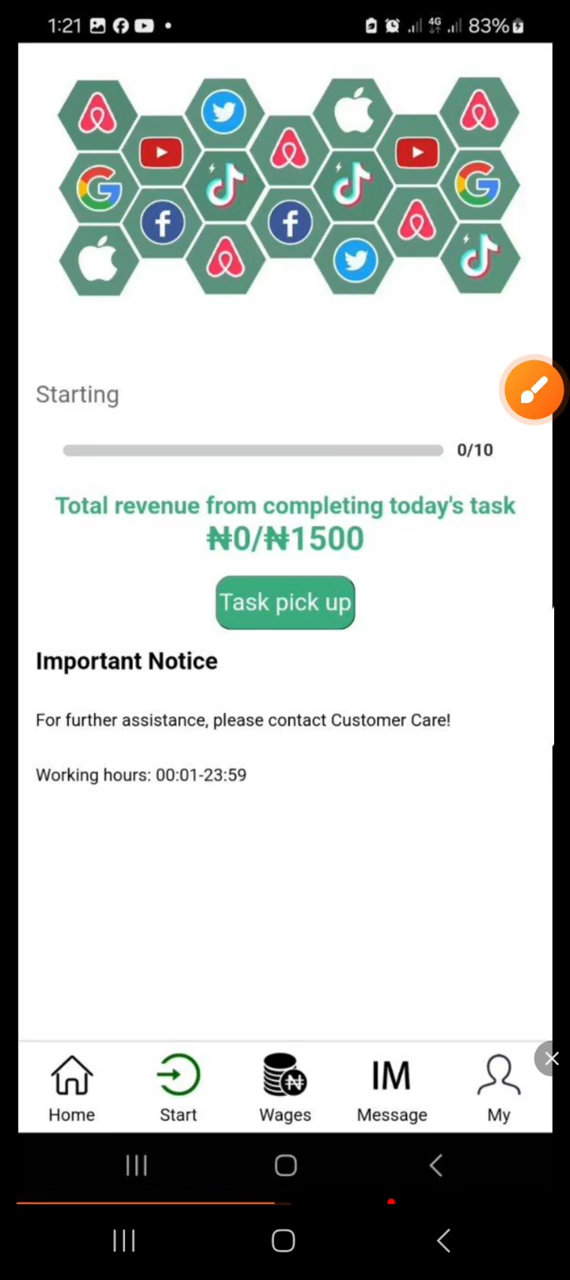 1:21
4G
83%
Starting
0/10
Total revenue from completing today's task
₦0/₦1500
Task pick up
Important Notice
For further assistance, please contact Customer Care!
Working hours: 00:01-23:59
IM
Home Start Wages Message My